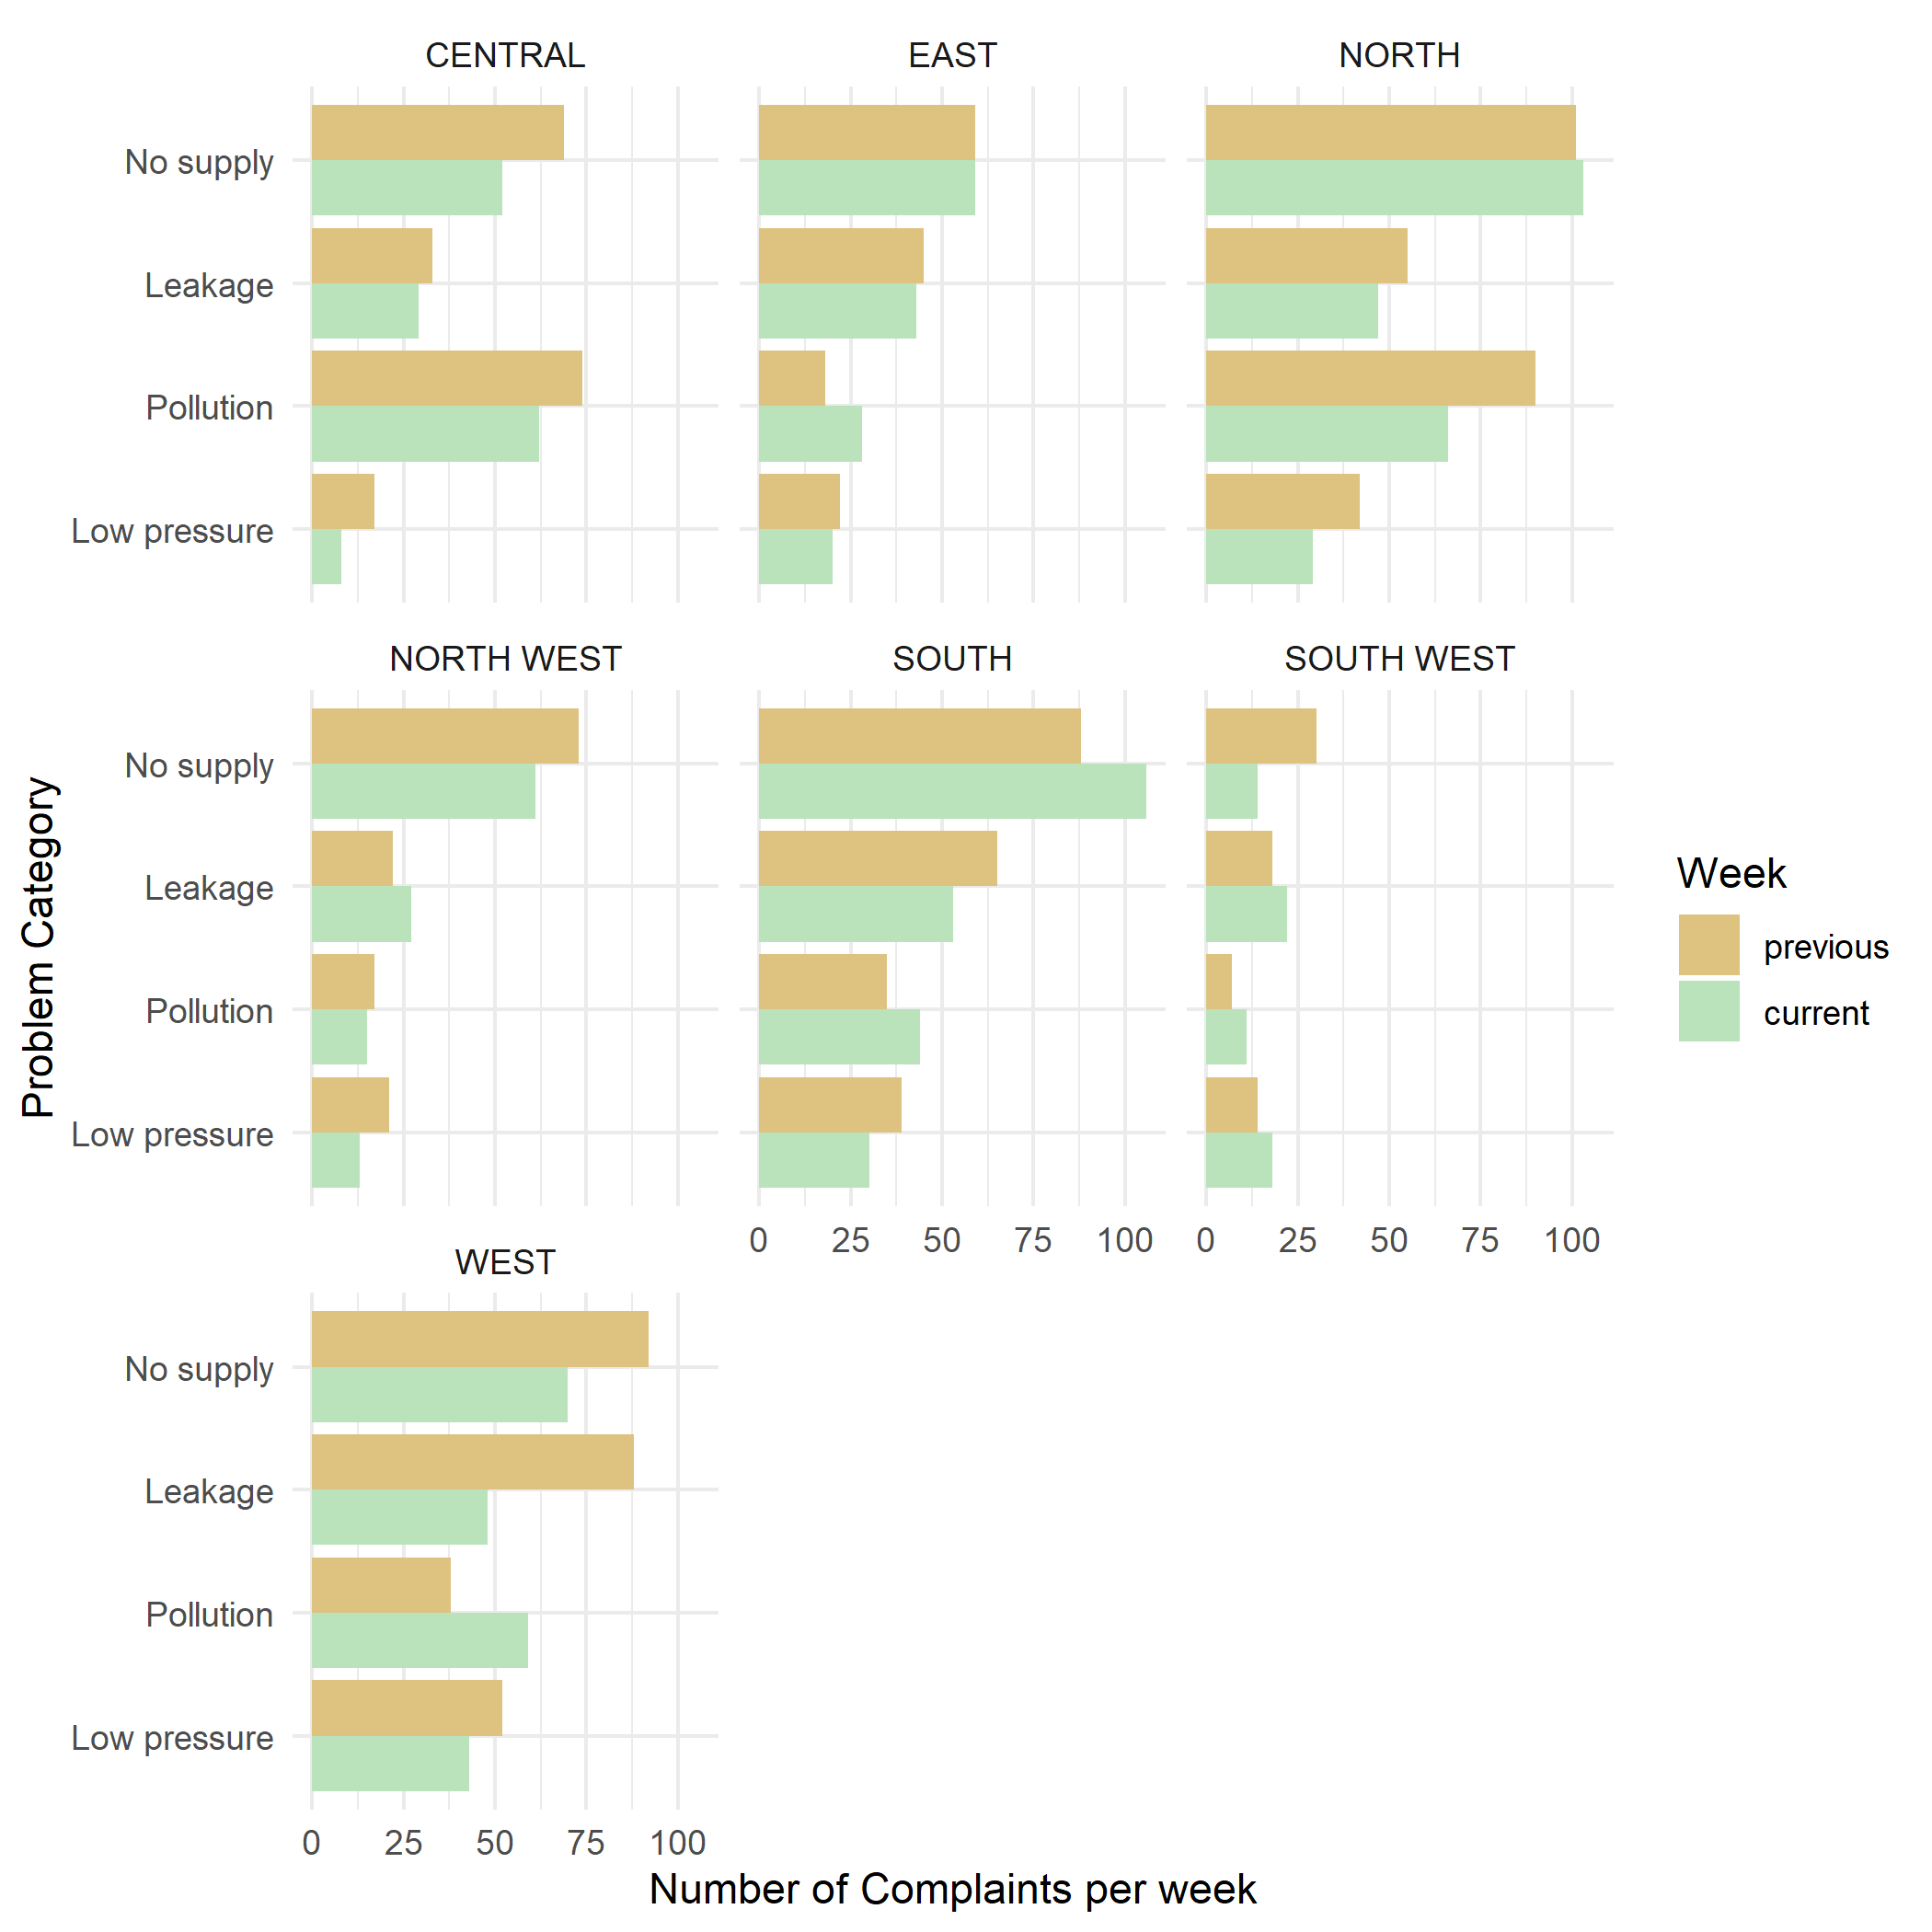 CENTRAL EAST NORTH
No supply
Leakage
Pollution
Low pressure
NORTH WEST SOUTH SOUTH WEST
No supply
Leakage
Pollution
Low pressure
0 25 50 75 100 0 25 50 75 100
WEST
No supply
Leakage
Pollution
Low pressure
0 25 50 75 100
Number of Complaints per week
Problem Category
Week
previous
current